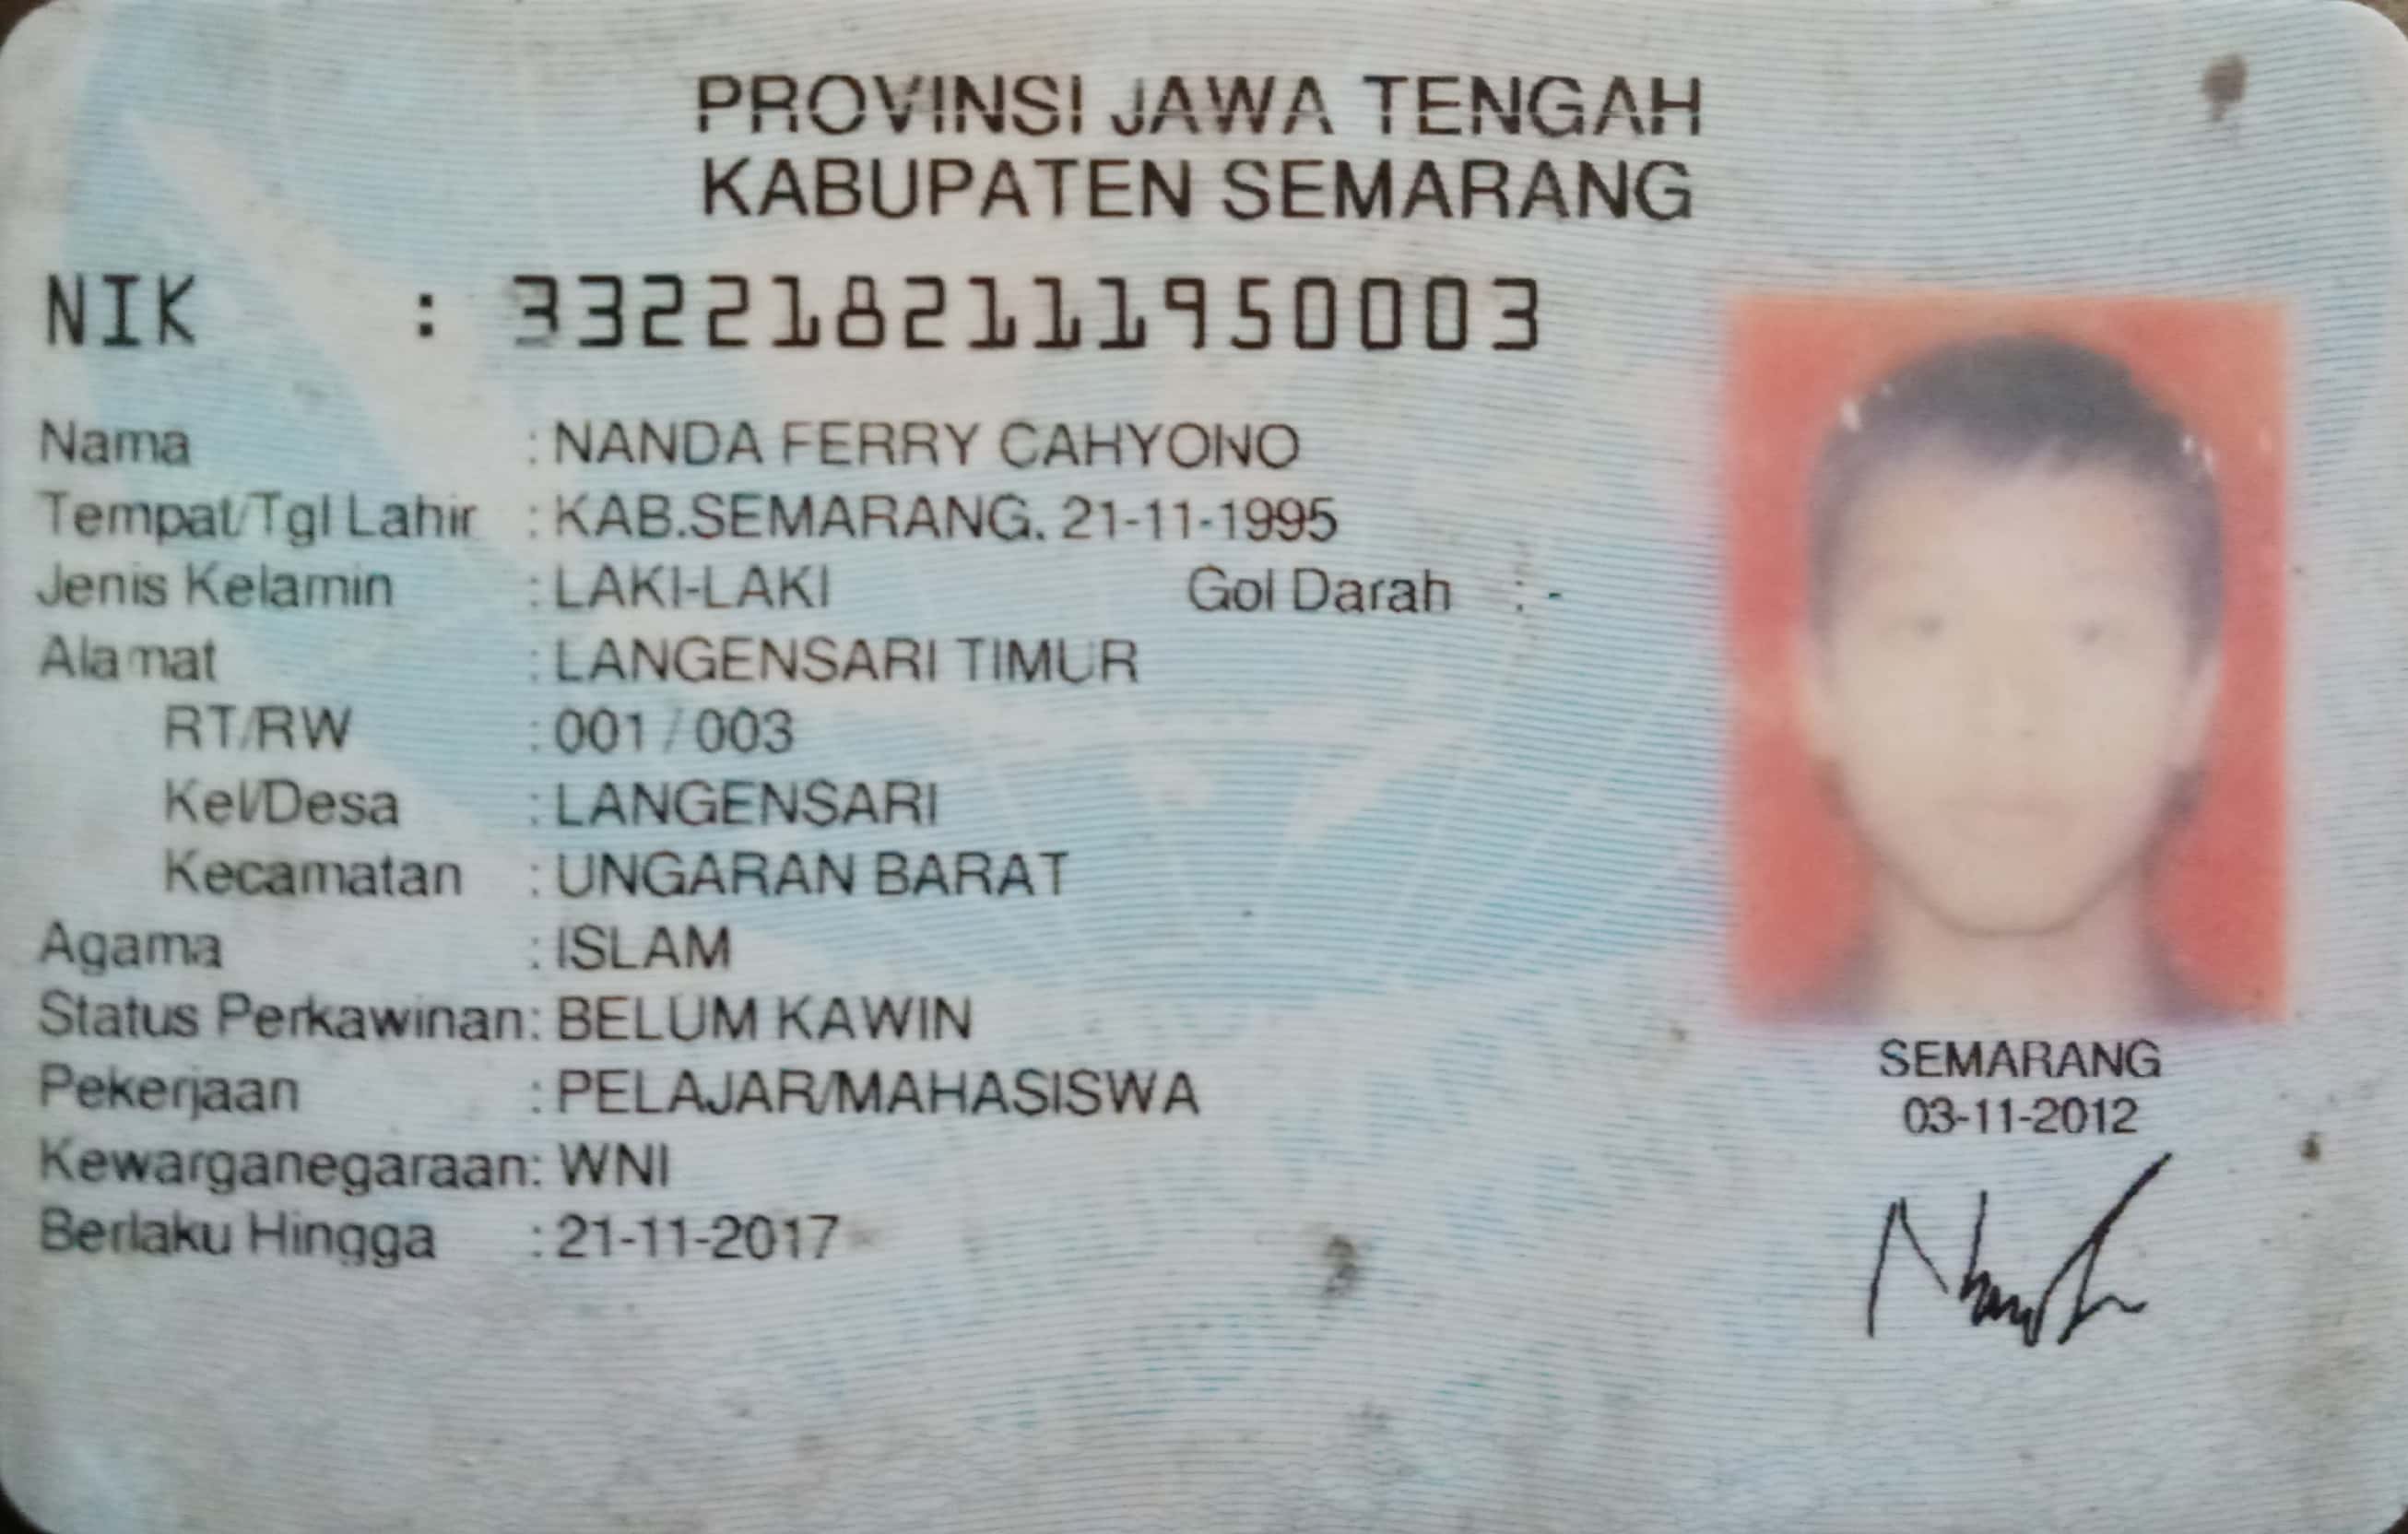 PROVINSI JAWA TENGAH
KABUPATEN SEMARANG
NIK : 3322182111950003
Nama : NANDA FERRY CAHYONO
Tempat/Tgl Lahir : KAB.SEMARANG. 21-11-1995
Jenis Kelamin : LAKI-LAKI Gol Darah : -
Alamat : LANGENSARI TIMUR
RT/RW : 001 / 003
Kel/Desa : LANGENSARI
Kecamatan : UNGARAN BARAT
Agama : ISLAM
Status Perkawinan: BELUM KAWIN
Pekerjaan : PELAJAR/MAHASISWA
Kewarganegaraan: WNI
Berlaku Hingga : 21-11-2017
SEMARANG
03-11-2012